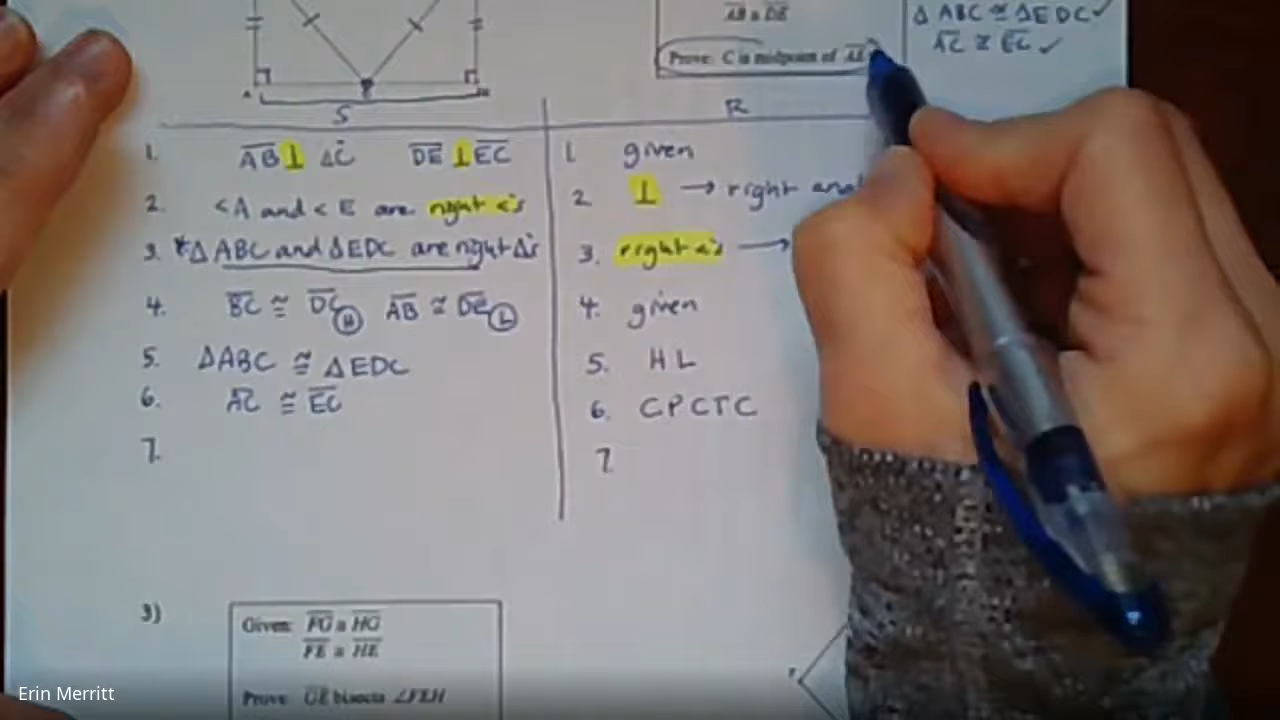 AB ≅ DE
Prove: C is midpoint of AE
△ ABC ≅ △EDC ✓
AC ≅ EC ✓
A
S
R
1. AB ⊥ AC DE ⊥ EC
1. given
2. <A and <E are right <'s
2. ⊥ → right
3. *△ ABC and △EDC are right △'s
3. right <'s →
4. BC ≅ DC (H) AB ≅ DE (L)
4. given
5. △ABC ≅ △EDC
5. HL
6. AC ≅ EC
6. CPCTC
7.
7.
3)
Given: FG ≅ HG
FE ≅ HE
Prove: GE bisects ∠FEH
F
Erin Merritt